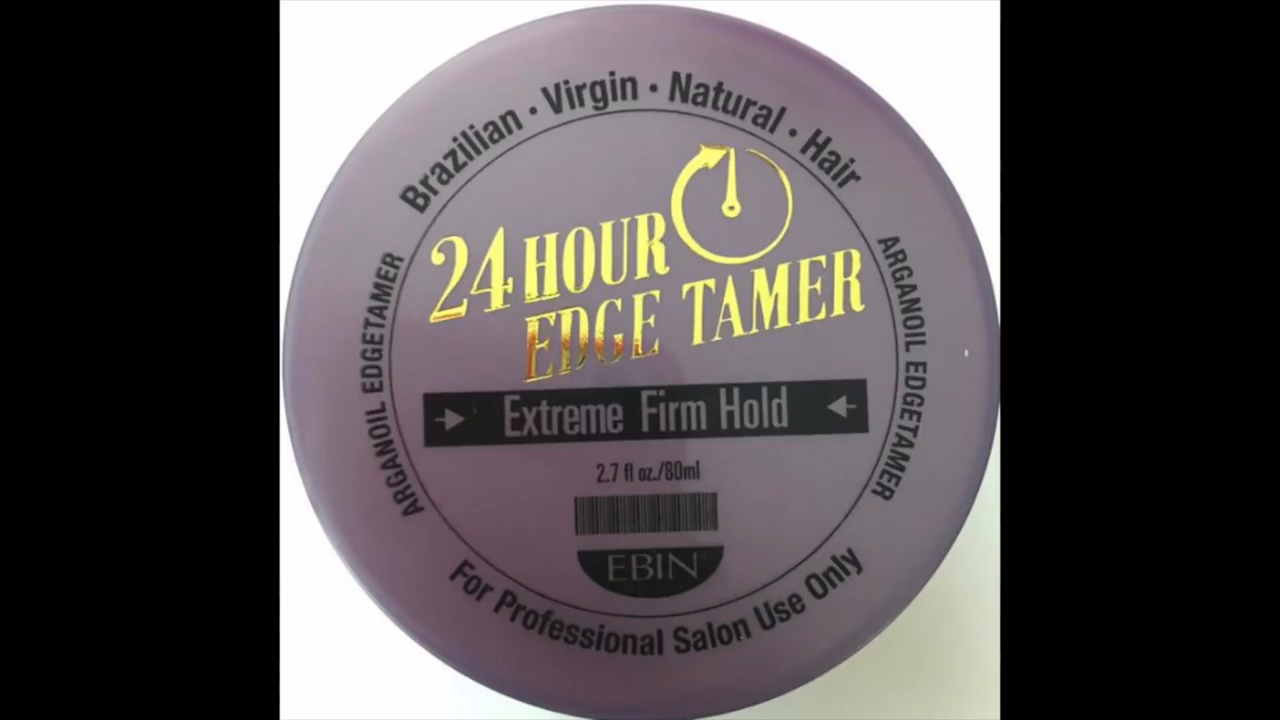 Brazilian · Virgin · Natural · Hair
ARGANOIL EDGETAMER
24 HOUR
EDGE TAMER
ARGANOIL EDGETAMER
Extreme Firm Hold
2.7 fl oz./80ml
EBIN
For Professional Salon Use Only